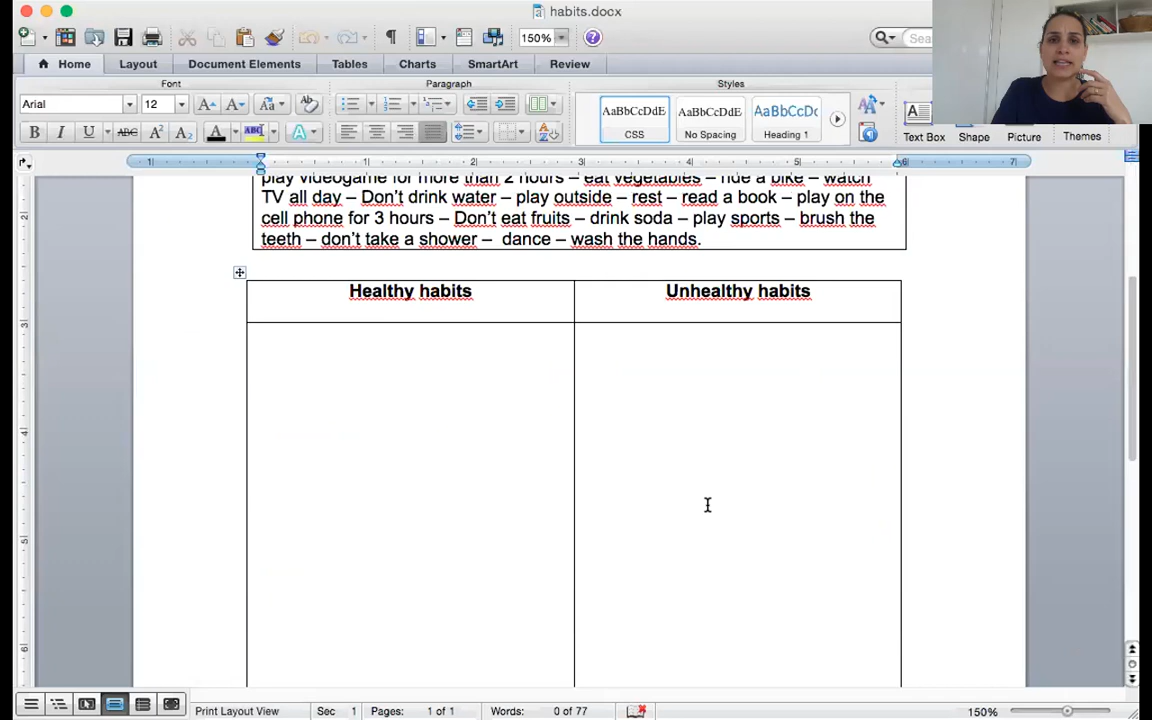 habits.docx
150%
Sea
Home Layout Document Elements Tables Charts SmartArt Review
Font Paragraph Styles
Arial 12
AaBbCcDdE AaBbCcDdE AaBbCcDc
CSS No Spacing Heading 1 Text Box Shape Picture Themes
play videogame for more than 2 hours – eat vegetables – ride a bike – watch
TV all day – Don't drink water – play outside – rest – read a book – play on the
cell phone for 3 hours – Don't eat fruits – drink soda – play sports – brush the
teeth – don't take a shower – dance – wash the hands.
Healthy habits Unhealthy habits
Print Layout View Sec 1 Pages: 1 of 1 Words: 0 of 77 150%